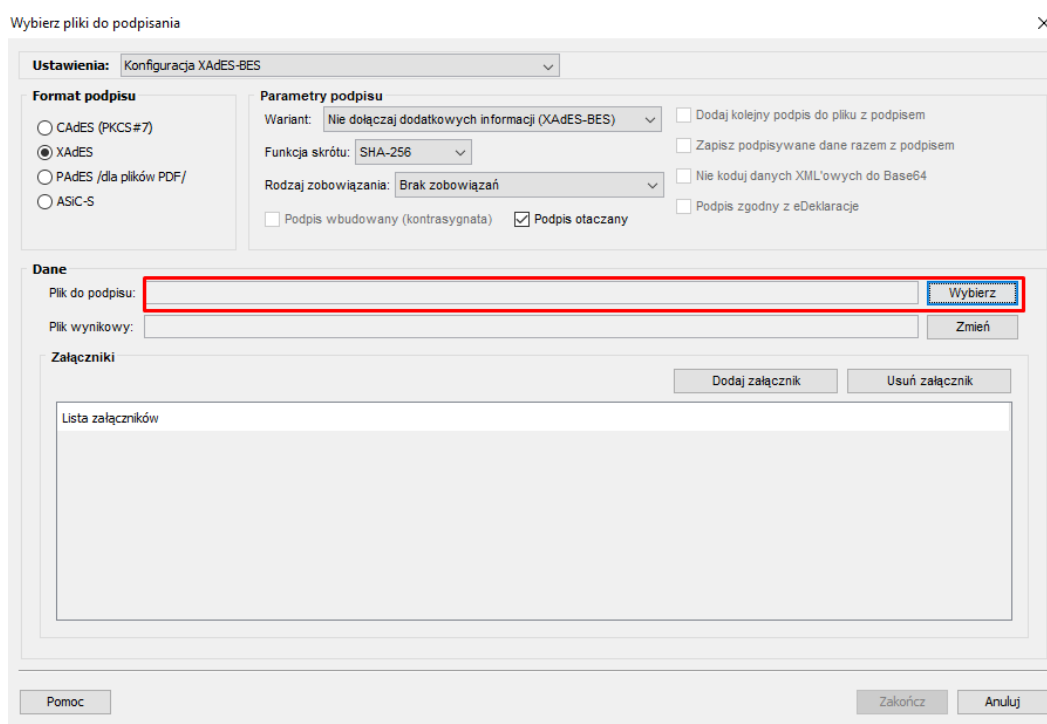 Wybierz pliki do podpisania
Ustawienia: Konfiguracja XAdES-BES
Format podpisu
CAdES (PKCS#7)
XAdES
PAdES /dla plików PDF/
ASiC-S
Parametry podpisu
Wariant: Nie dołączaj dodatkowych informacji (XAdES-BES)
Funkcja skrótu: SHA-256
Rodzaj zobowiązania: Brak zobowiązań
Podpis wbudowany (kontrasygnata) Podpis otaczany
Dodaj kolejny podpis do pliku z podpisem
Zapisz podpisywane dane razem z podpisem
Nie koduj danych XML'owych do Base64
Podpis zgodny z eDeklaracje
Dane
Plik do podpisu: Wybierz
Plik wynikowy: Zmień
Załączniki
Dodaj załącznik Usuń załącznik
Lista załączników
Pomoc Zakończ Anuluj